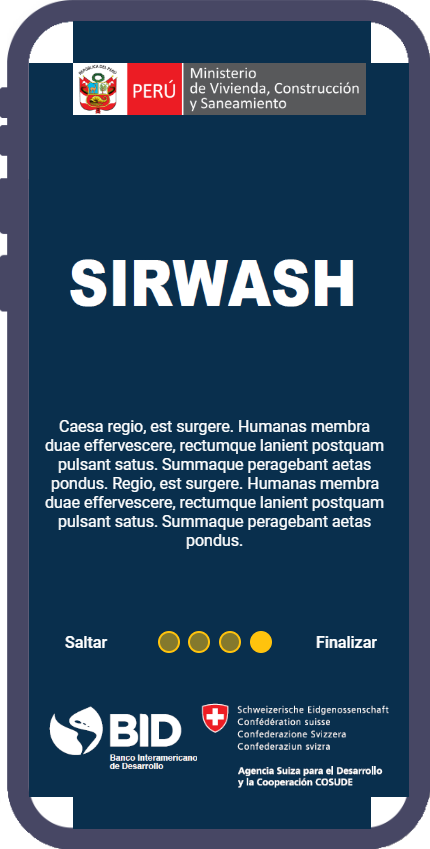 REPÚBLICA DEL PERÚ
PERÚ
Ministerio
de Vivienda, Construcción
y Saneamiento
SIRWASH
Caesa regio, est surgere. Humanas membra
duae effervescere, rectumque lanient postquam
pulsant satus. Summaque peragebant aetas
pondus. Regio, est surgere. Humanas membra
duae effervescere, rectumque lanient postquam
pulsant satus. Summaque peragebant aetas
pondus.
Saltar
Finalizar
BID
Banco Interamericano
de Desarrollo
Schweizerische Eidgenossenschaft
Confédération suisse
Confederazione Svizzera
Confederaziun svizra
Agencia Suiza para el Desarrollo
y la Cooperación COSUDE